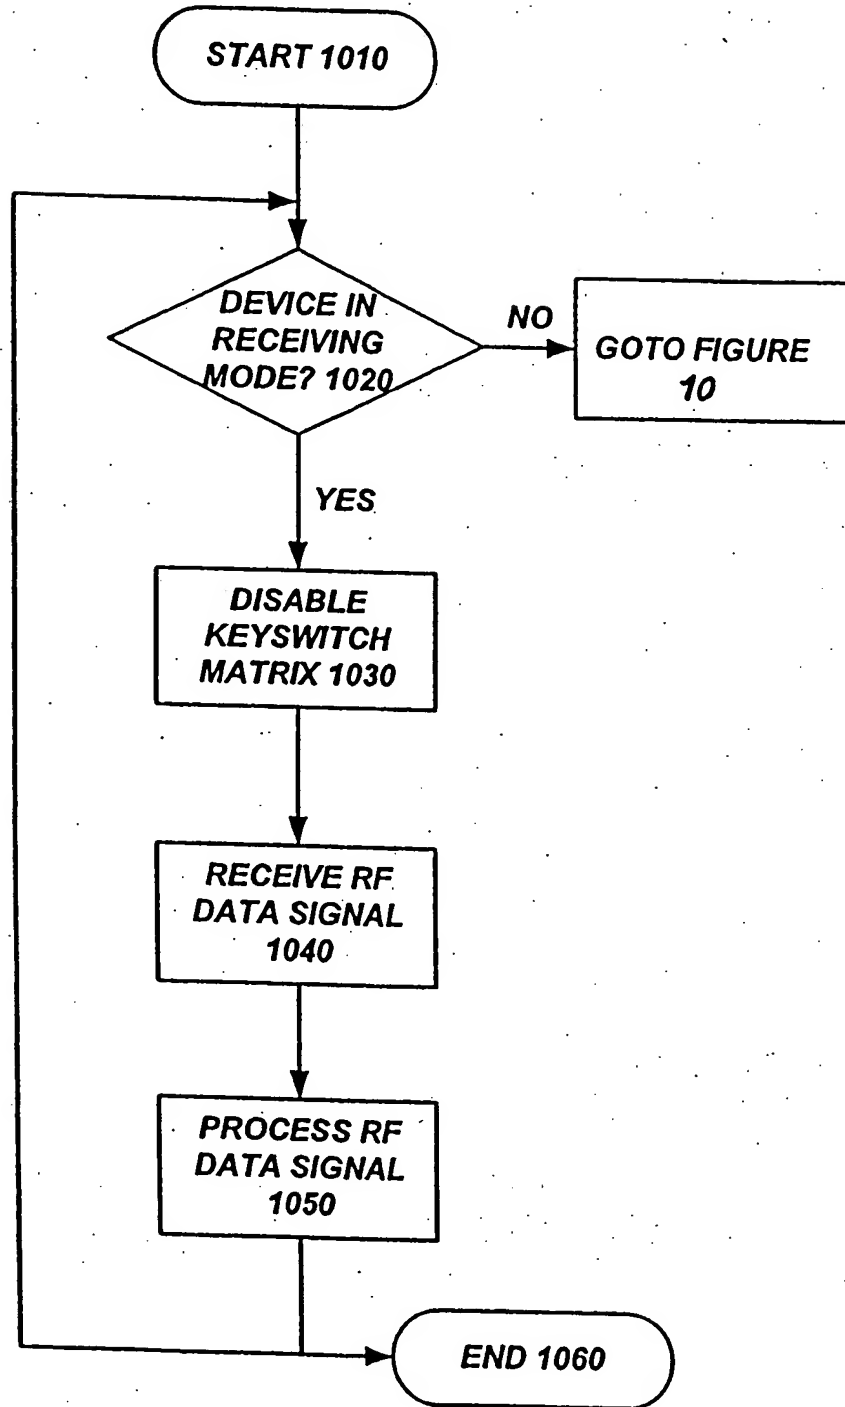 START 1010
DEVICE IN
RECEIVING
MODE? 1020
NO
GOTO FIGURE
10
YES
DISABLE
KEYSWITCH
MATRIX 1030
RECEIVE RF
DATA SIGNAL
1040
PROCESS RF
DATA SIGNAL
1050
END 1060